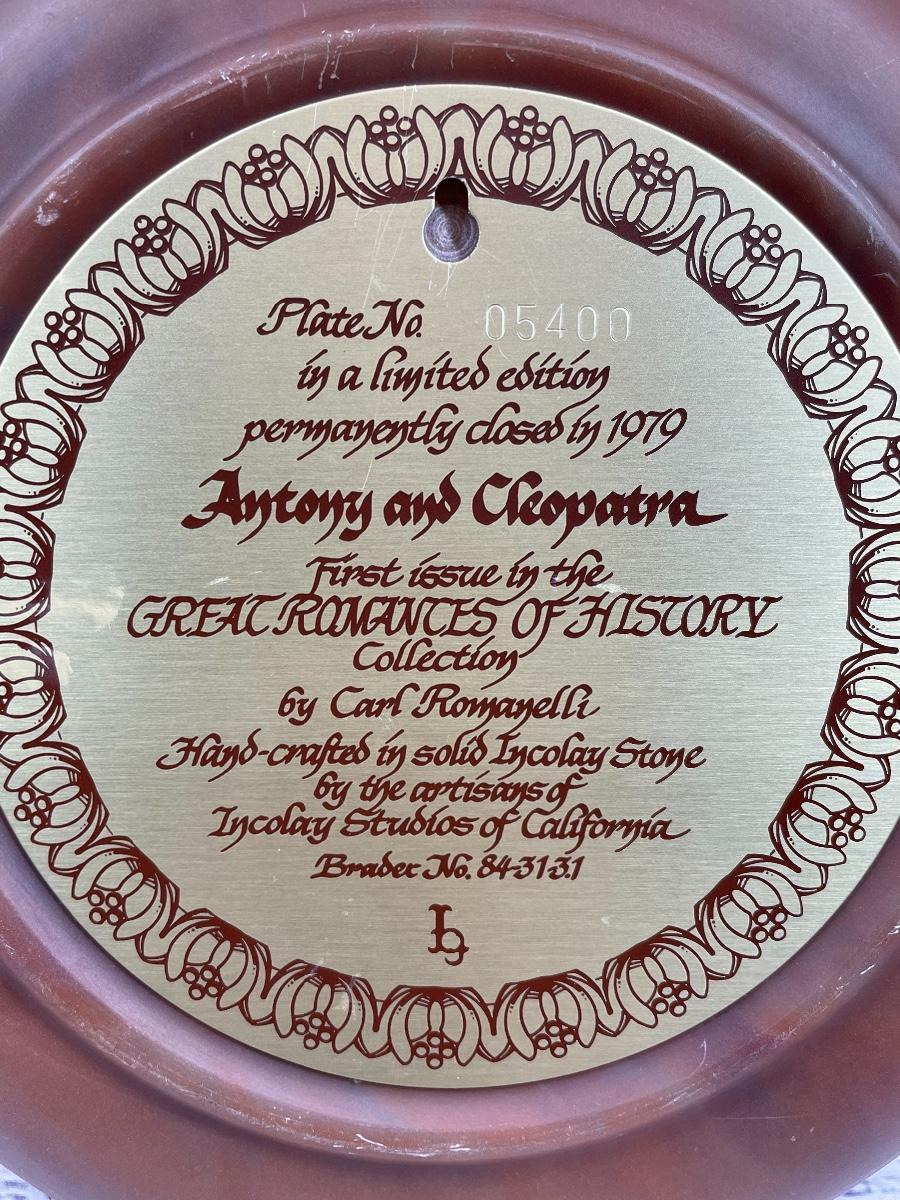 Plate No. 05400
in a limited edition
permanently closed in 1979
Antony and Cleopatra
First issue in the
GREAT ROMANCES OF HISTORY
Collection
by Carl Romanelli
Hand-crafted in solid Incolay Stone
by the artisans of
Incolay Studios of California
Bradex No. 84-31-3.1